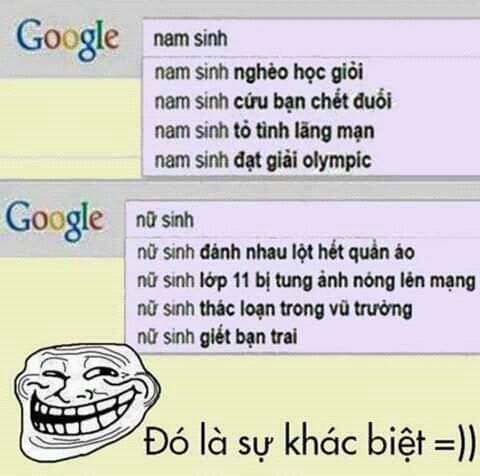 Google
nam sinh
nam sinh nghèo học giỏi
nam sinh cứu bạn chết đuối
nam sinh tỏ tình lãng mạn
nam sinh đạt giải olympic
Google
nữ sinh
nữ sinh đánh nhau lột hết quần áo
nữ sinh lớp 11 bị tung ảnh nóng lên mạng
nữ sinh thác loạn trong vũ trường
nữ sinh giết bạn trai
Đó là sự khác biệt =))